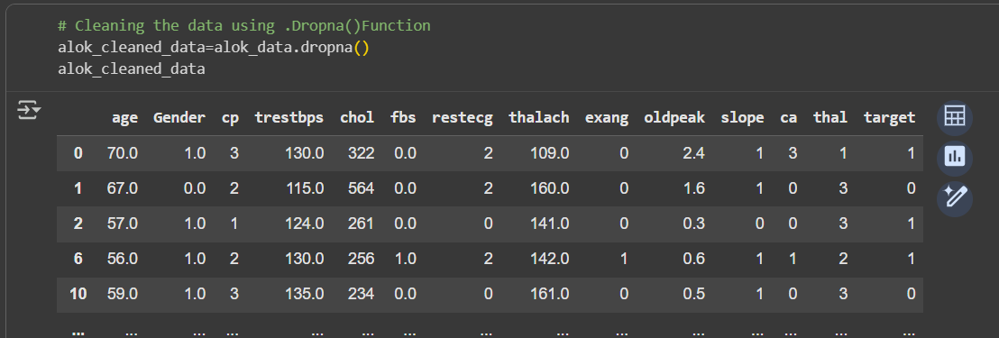 # Cleaning the data using .Dropna()Function
alok_cleaned_data=alok_data.dropna()
alok_cleaned_data
age Gender cp trestbps chol fbs restecg thalach exang oldpeak slope ca thal target
0 70.0 1.0 3 130.0 322 0.0 2 109.0 0 2.4 1 3 1 1
1 67.0 0.0 2 115.0 564 0.0 2 160.0 0 1.6 1 0 3 0
2 57.0 1.0 1 124.0 261 0.0 0 141.0 0 0.3 0 0 3 1
6 56.0 1.0 2 130.0 256 1.0 2 142.0 1 0.6 1 1 2 1
10 59.0 1.0 3 135.0 234 0.0 0 161.0 0 0.5 1 0 3 0
... ... ... ... ... ... ... ... ... ... ... ... ... ... ...